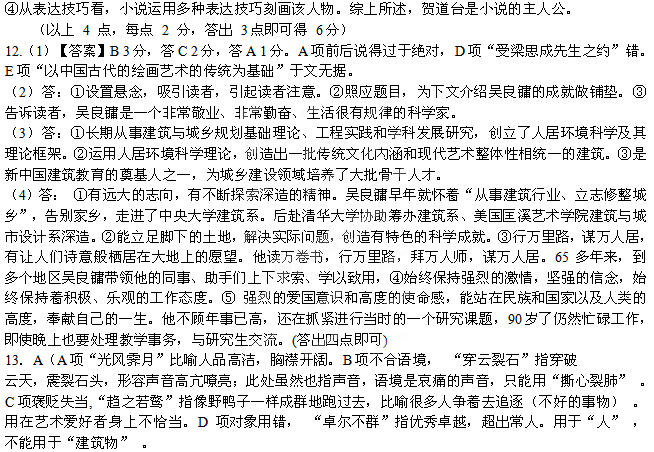 ④从表达技巧看，小说运用多种表达技巧刻画该人物。综上所述，贺道台是小说的主人公。
（以上 4 点，每点 2 分，答出 3点即可得 6分）
12.（1）【答案】B 3分，答C 2分，答A 1分。A项前后说得过于绝对，D项“受梁思成先生之约”错。
E项“以中国古代的绘画艺术的传统为基础”于文无据。
（2）答：①设置悬念，吸引读者，引起读者注意。②照应题目，为下文介绍吴良镛的成就做铺垫。③
告诉读者，吴良镛是一个非常敬业、非常勤奋、生活很有规律的科学家。
（3） 答：①长期从事建筑与城乡规划基础理论、工程实践和学科发展研究，创立了人居环境科学及其
理论框架。②运用人居环境科学理论，创造出一批传统文化内涵和现代艺术整体性相统一的建筑。③是
新中国建筑教育的奠基人之一，为城乡建设领域培养了大批骨干人才。
（4）答： ①有远大的志向，有不断探索深造的精神。吴良镛早年就怀着“从事建筑行业、立志修整城
乡”，告别家乡，走进了中央大学建筑系。后赴清华大学协助筹办建筑系、美国匡溪艺术学院建筑与城
市设计系深造。②能立足脚下的土地，解决实际问题，创造有特色的科学成就。③行万里路，谋万人居，
有让人们诗意般栖居在大地上的愿望。他读万卷书，行万里路，拜万人师，谋万人居。65 多年来，到
多个地区吴良镛带领他的同事、助手们上下求索、学以致用，④始终保持强烈的激情，坚强的信念，始
终保持着积极、乐观的工作态度。⑤ 强烈的爱国意识和高度的使命感，能站在民族和国家以及人类的
高度，奉献自己的一生。他不顾年事已高，还在抓紧进行当时的一个研究课题，90岁了仍然忙碌工作，
即使晚上也要处理教学事务，与研究生交流。(答出四点即可)
13．A（A项“光风霁月”比喻人品高洁，胸襟开阔。B项不合语境， “穿云裂石”指穿破
云天，震裂石头，形容声音高亢嘹亮；此处虽然也指声音，语境是哀痛的声音，只能用“撕心裂肺” 。
C项褒贬失当，“趋之若鹜”指像野鸭子一样成群地跑过去，比喻很多人争着去追逐（不好的事物） 。
用在艺术爱好者身上不恰当。D 项对象用错， “卓尔不群”指优秀卓越，超出常人。用于“人” ，
不能用于“建筑物” 。